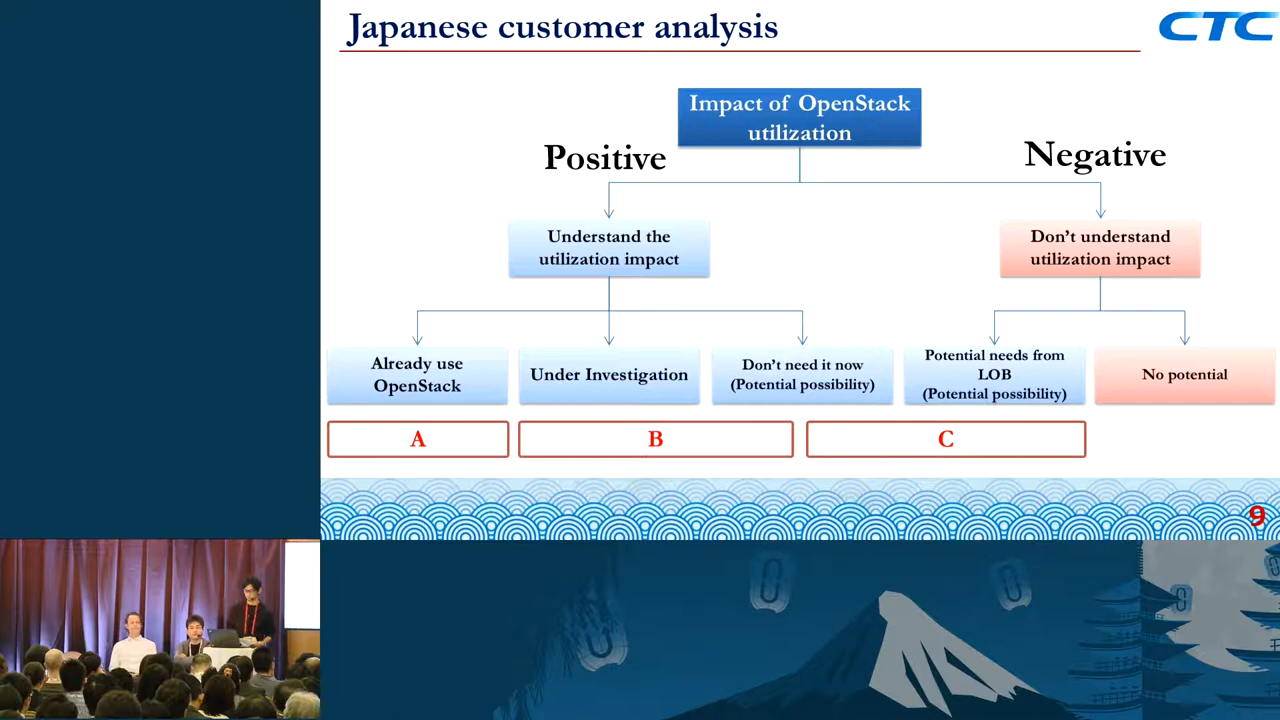 Japanese customer analysis
CTC
Impact of OpenStack
utilization
Positive
Negative
Understand the
utilization impact
Don't understand
utilization impact
Already use
OpenStack
Under Investigation
Don't need it now
(Potential possibility)
Potential needs from
LOB
(Potential possibility)
No potential
A
B
C
9